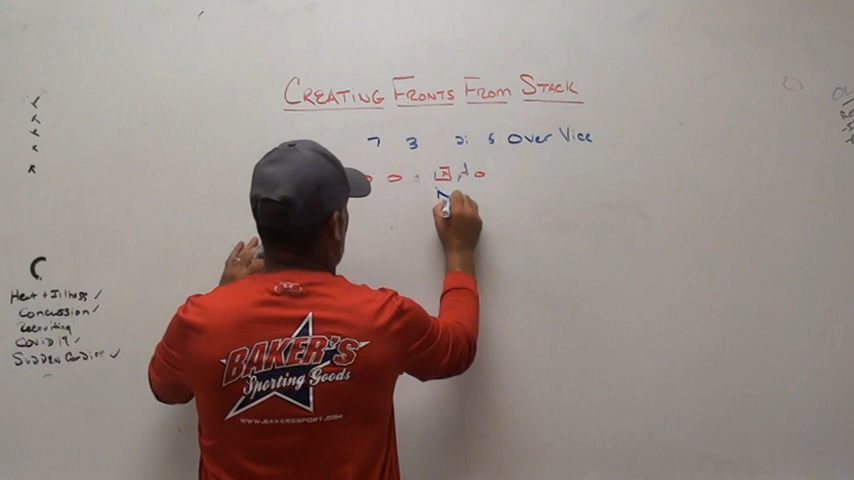 CREATING FRONTS FROM STACK
7 3 2i 5 Over Vice
Heat + Illness ✓
Concussion ✓
Recruiting
COVID 19 ✓
SUDDEN CARDIAC ✓
BAKER'S
Sporting Goods
WWW.BAKERSSPORT.COM